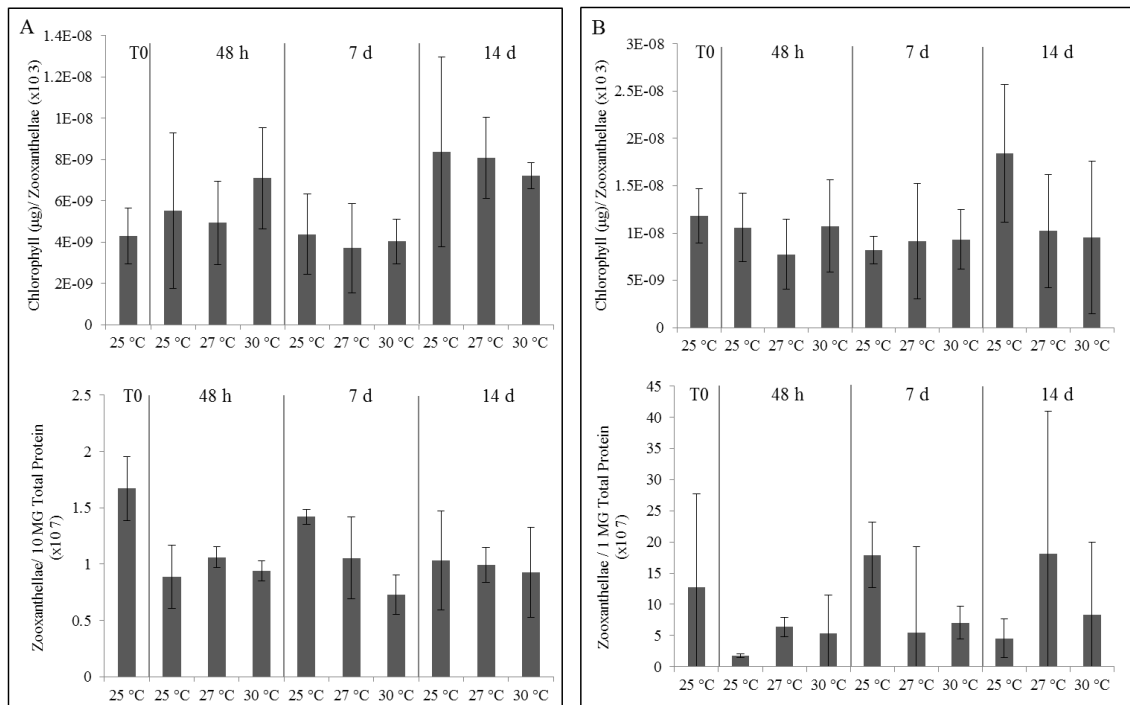 A
T0 48 h 7 d 14 d
Chlorophyll (µg)/ Zooxanthellae (x10 3)
1.4E-08
1.2E-08
1E-08
8E-09
6E-09
4E-09
2E-09
0
25 °C 25 °C 27 °C 30 °C 25 °C 27 °C 30 °C 25 °C 27 °C 30 °C
T0 48 h 7 d 14 d
Zooxanthellae/ 10 MG Total Protein
(x10 7)
2.5
2
1.5
1
0.5
0
25 °C 25 °C 27 °C 30 °C 25 °C 27 °C 30 °C 25 °C 27 °C 30 °C
B
T0 48 h 7 d 14 d
Chlorophyll (µg)/ Zooxanthellae (x10 3)
3E-08
2.5E-08
2E-08
1.5E-08
1E-08
5E-09
0
25 °C 25 °C 27 °C 30 °C 25 °C 27 °C 30 °C 25 °C 27 °C 30 °C
T0 48 h 7 d 14 d
Zooxanthellae / 1 MG Total Protein
(x10 7)
45
40
35
30
25
20
15
10
5
0
25 °C 25 °C 27 °C 30 °C 25 °C 27 °C 30 °C 25 °C 27 °C 30 °C